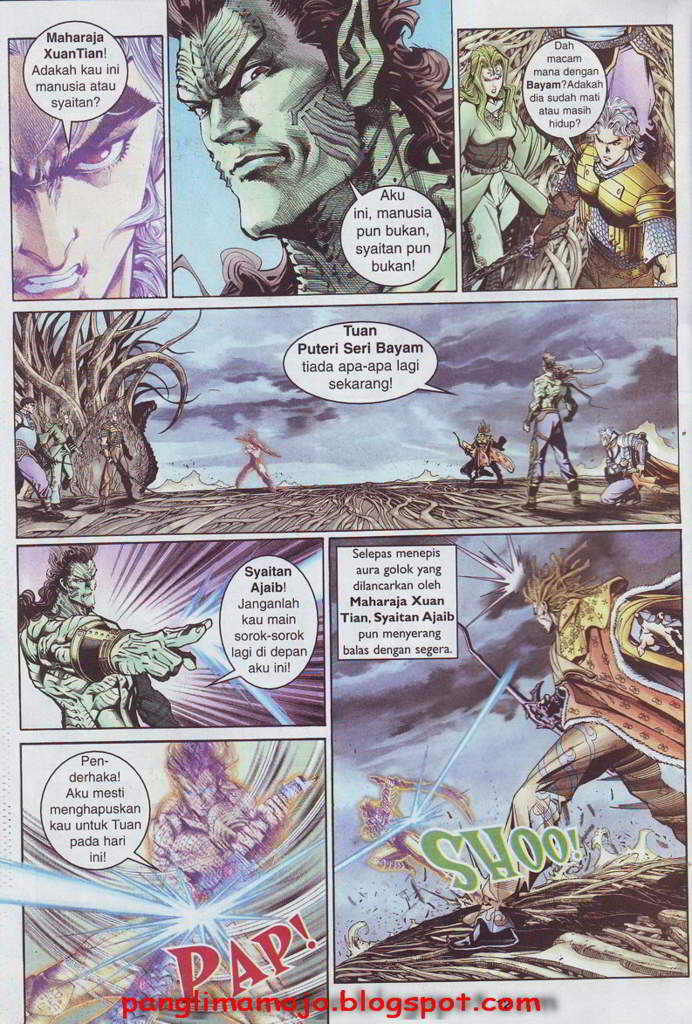 Maharaja
XuanTian!
Adakah kau ini
manusia atau
syaitan?
Aku
ini, manusia
pun bukan,
syaitan pun
bukan!
Dah
macam
mana dengan
Bayam?Adakah
dia sudah mati
atau masih
hidup?
Tuan
Puteri Seri Bayam
tiada apa-apa lagi
sekarang!
Syaitan
Ajaib!
Janganlah
kau main
sorok-sorok
lagi di depan
aku ini!
Selepas menepis
aura golok yang
dilancarkan oleh
Maharaja Xuan
Tian, Syaitan Ajaib
pun menyerang
balas dengan segera.
SHOO!
Pen-
derhaka!
Aku mesti
menghapuskan
kau untuk Tuan
pada hari
ini!
PAP!
panglimamoja.blogspot.com